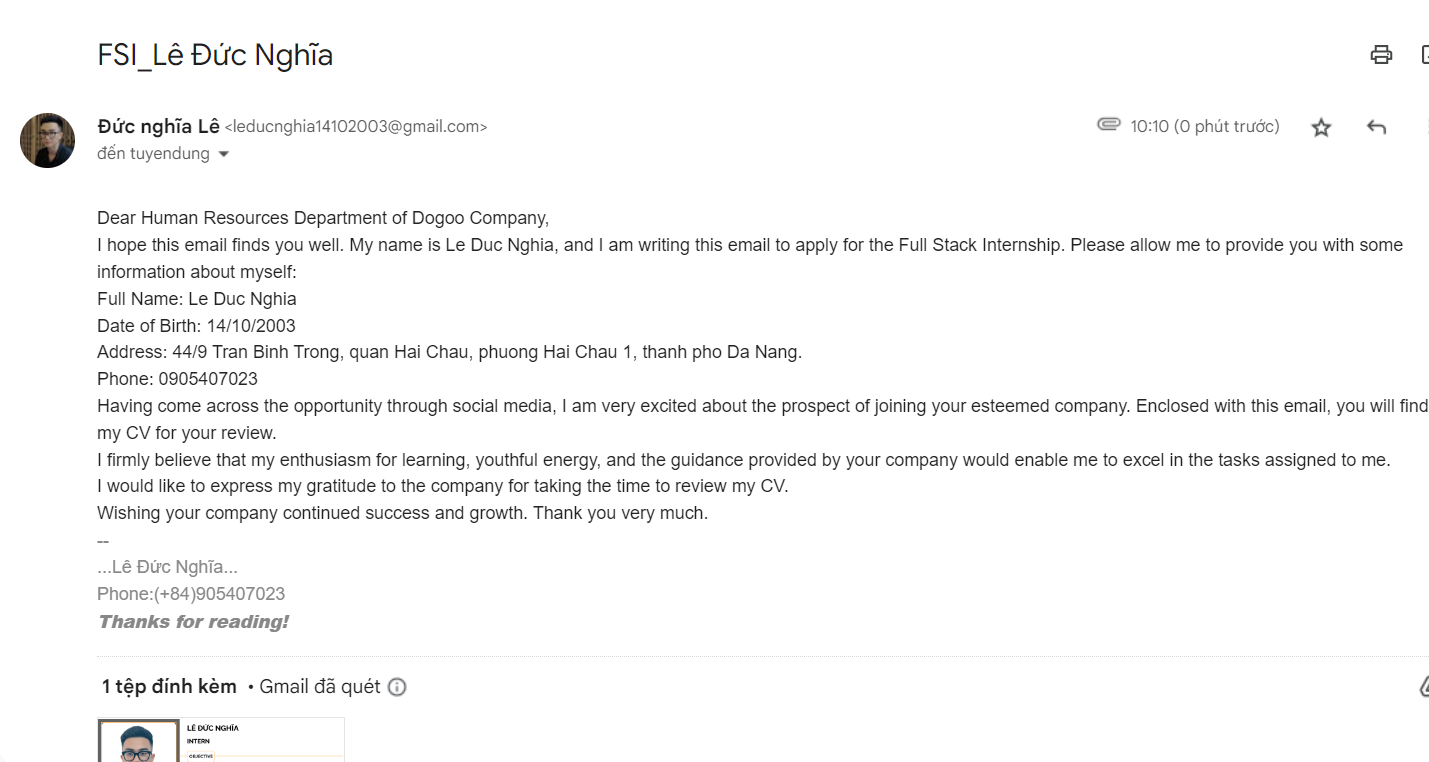 FSI_Lê Đức Nghĩa
Đức nghĩa Lê <leducnghia14102003@gmail.com>
10:10 (0 phút trước)
đến tuyendung
Dear Human Resources Department of Dogoo Company,
I hope this email finds you well. My name is Le Duc Nghia, and I am writing this email to apply for the Full Stack Internship. Please allow me to provide you with some
information about myself:
Full Name: Le Duc Nghia
Date of Birth: 14/10/2003
Address: 44/9 Tran Binh Trong, quan Hai Chau, phuong Hai Chau 1, thanh pho Da Nang.
Phone: 0905407023
Having come across the opportunity through social media, I am very excited about the prospect of joining your esteemed company. Enclosed with this email, you will find
my CV for your review.
I firmly believe that my enthusiasm for learning, youthful energy, and the guidance provided by your company would enable me to excel in the tasks assigned to me.
I would like to express my gratitude to the company for taking the time to review my CV.
Wishing your company continued success and growth. Thank you very much.
--
...Lê Đức Nghĩa...
Phone:(+84)905407023
Thanks for reading!
1 tệp đính kèm • Gmail đã quét
LÊ ĐỨC NGHĨA
INTERN
OBJECTIVE